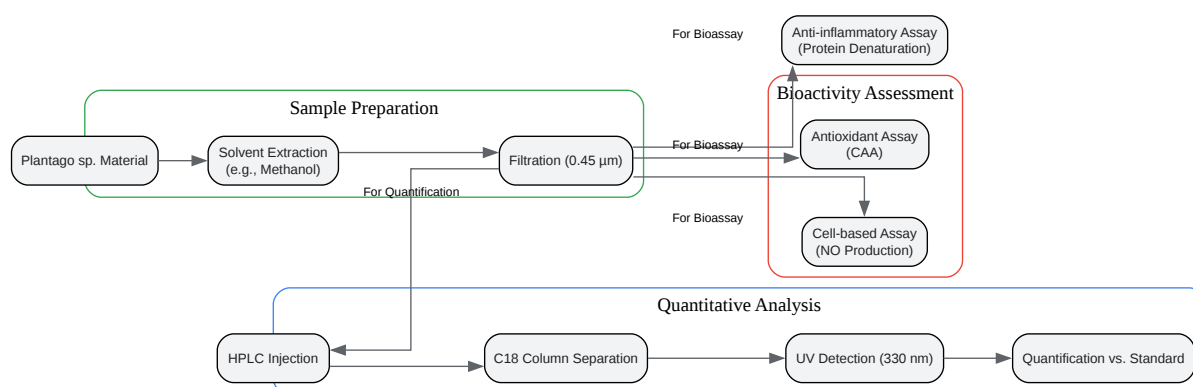 For Bioassay
Anti-inflammatory Assay
(Protein Denaturation)
Sample Preparation
Bioactivity Assessment
Plantago sp. Material
Solvent Extraction
(e.g., Methanol)
Filtration (0.45 µm)
For Bioassay
Antioxidant Assay
(CAA)
For Quantification
For Bioassay
Cell-based Assay
(NO Production)
Quantitative Analysis
HPLC Injection
C18 Column Separation
UV Detection (330 nm)
Quantification vs. Standard